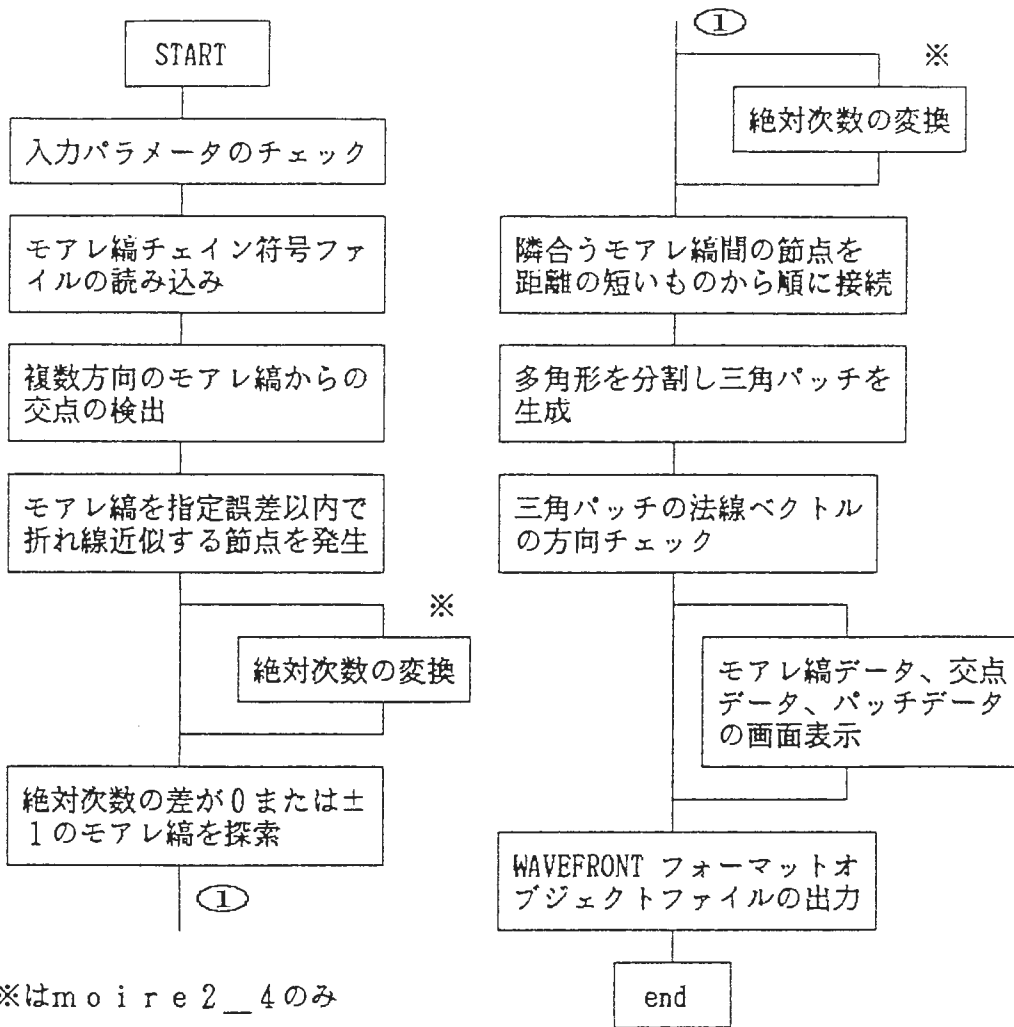 START
入力パラメータのチェック
モアレ縞チェイン符号ファ
イルの読み込み
複数方向のモアレ縞からの
交点の検出
モアレ縞を指定誤差以内で
折れ線近似する節点を発生
※
絶対次数の変換
絶対次数の差が0または±
1のモアレ縞を探索
①
※はmoire2_4のみ
①
※
絶対次数の変換
隣合うモアレ縞間の節点を
距離の短いものから順に接続
多角形を分割し三角パッチを
生成
三角パッチの法線ベクトル
の方向チェック
モアレ縞データ、交点
データ、パッチデータ
の画面表示
WAVEFRONT フォーマットオ
ブジェクトファイルの出力
end